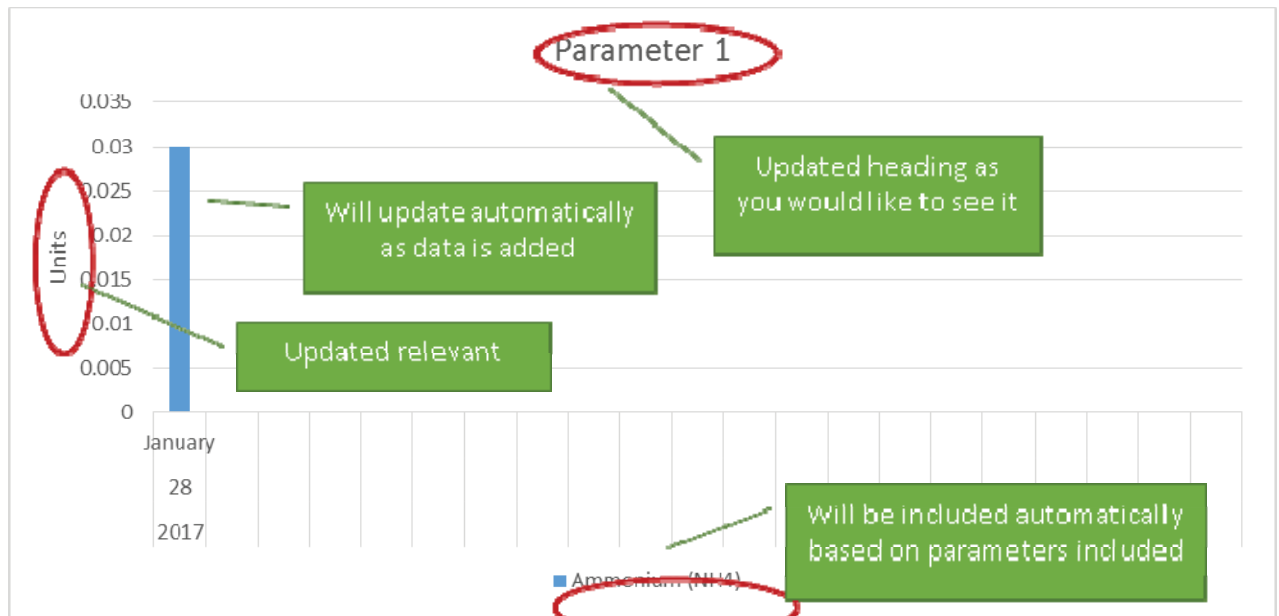 Parameter 1
0.035
0.03
0.025
0.02
0.015
0.01
0.005
0
Units
Updated heading as
you would like to see it
Will update automatically
as data is added
Updated relevant
January
28
2017
Will be included automatically
based on parameters included
Ammonium (NH4)